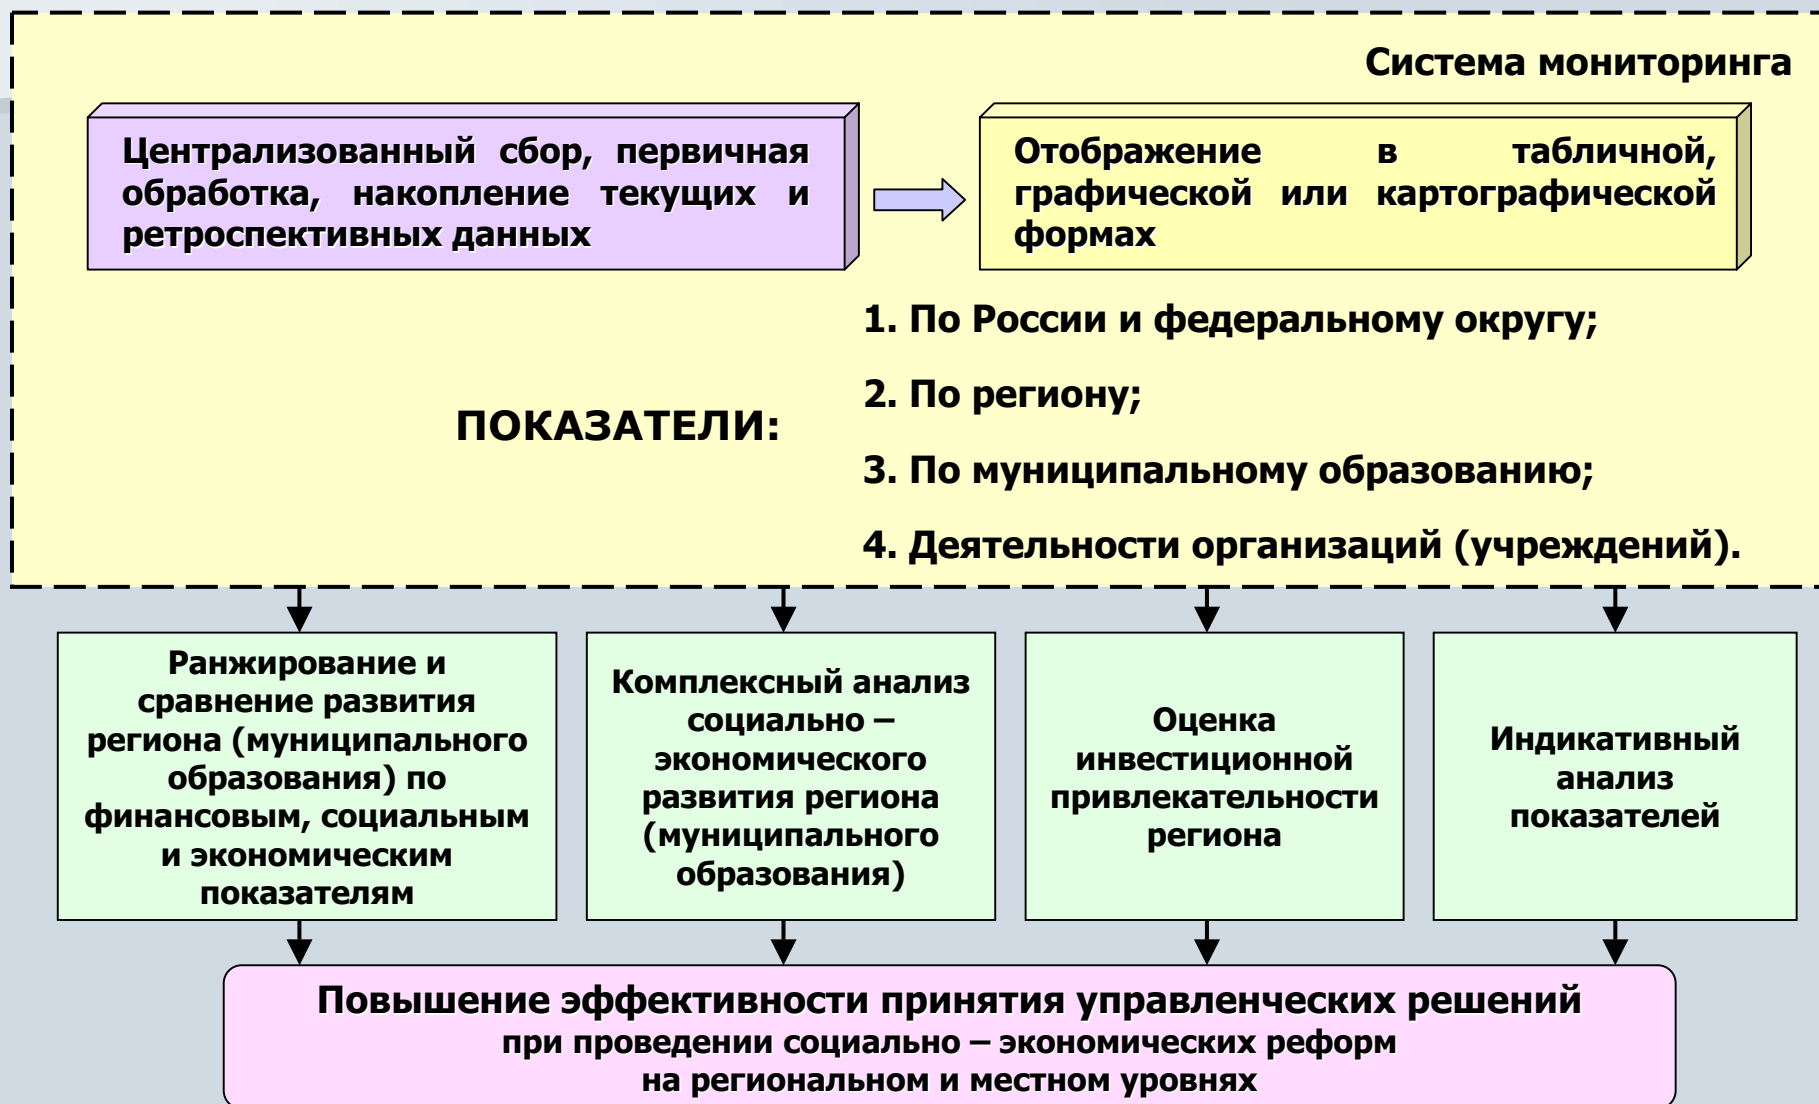 Система мониторинга
Централизованный сбор, первичная
обработка, накопление текущих и
ретроспективных данных
Отображение в табличной,
графической или картографической
формах
ПОКАЗАТЕЛИ:
1. По России и федеральному округу;
2. По региону;
3. По муниципальному образованию;
4. Деятельности организаций (учреждений).
Ранжирование и
сравнение развития
региона (муниципального
образования) по
финансовым, социальным
и экономическим
показателям
Комплексный анализ
социально –
экономического
развития региона
(муниципального
образования)
Оценка
инвестиционной
привлекательности
региона
Индикативный
анализ
показателей
Повышение эффективности принятия управленческих решений
при проведении социально – экономических реформ
на региональном и местном уровнях